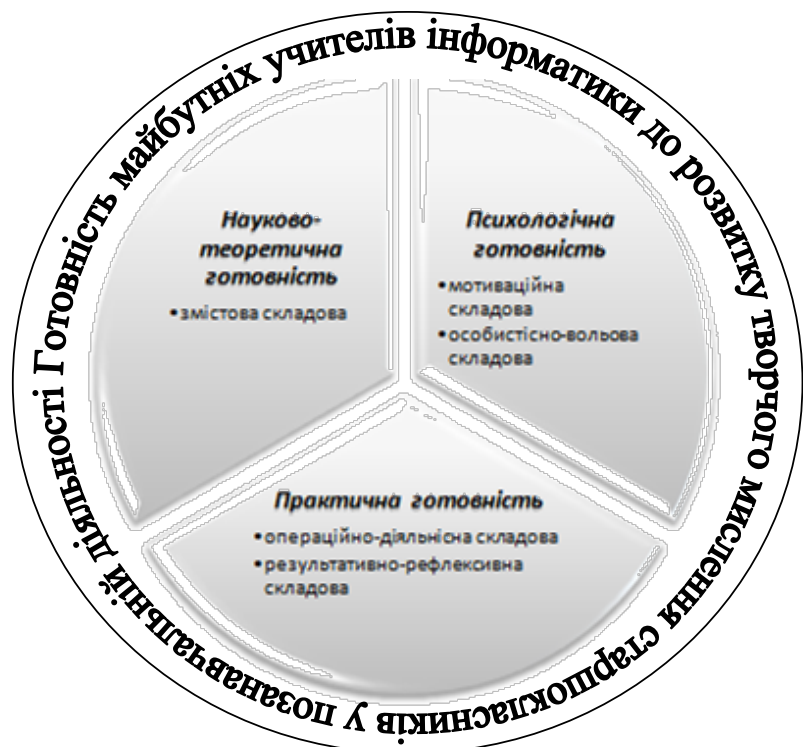 Готовність майбутніх учителів інформатики до розвитку творчого мислення старшокласників у позанавчальній діяльності
Науково-
теоретична
готовність
•змістова складова
Психологічна
готовність
•мотиваційна
складова
•особистісно-вольова
складова
Практична готовність
•операційно-діяльнісна складова
•результативно-рефлексивна
складова